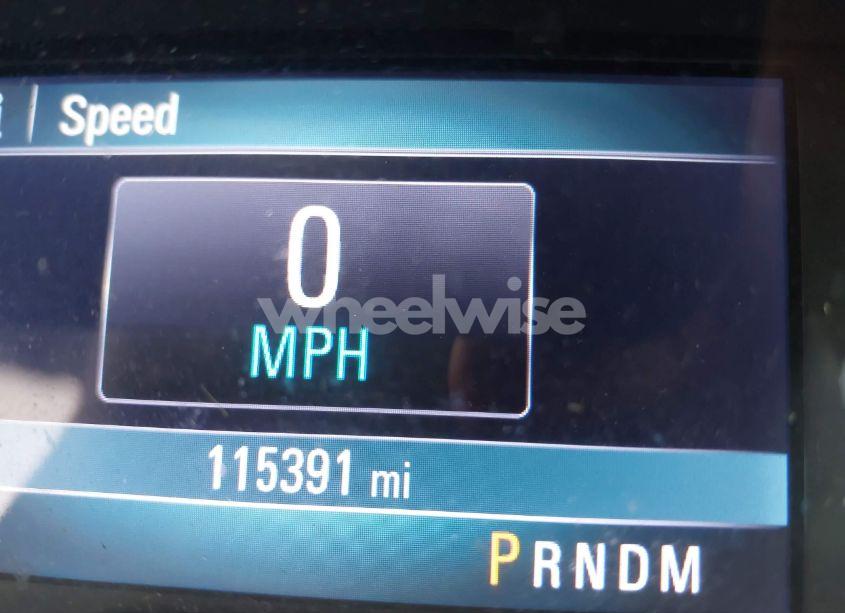 Speed
0
MPH
wheelwise
115391 mi
PRNDM